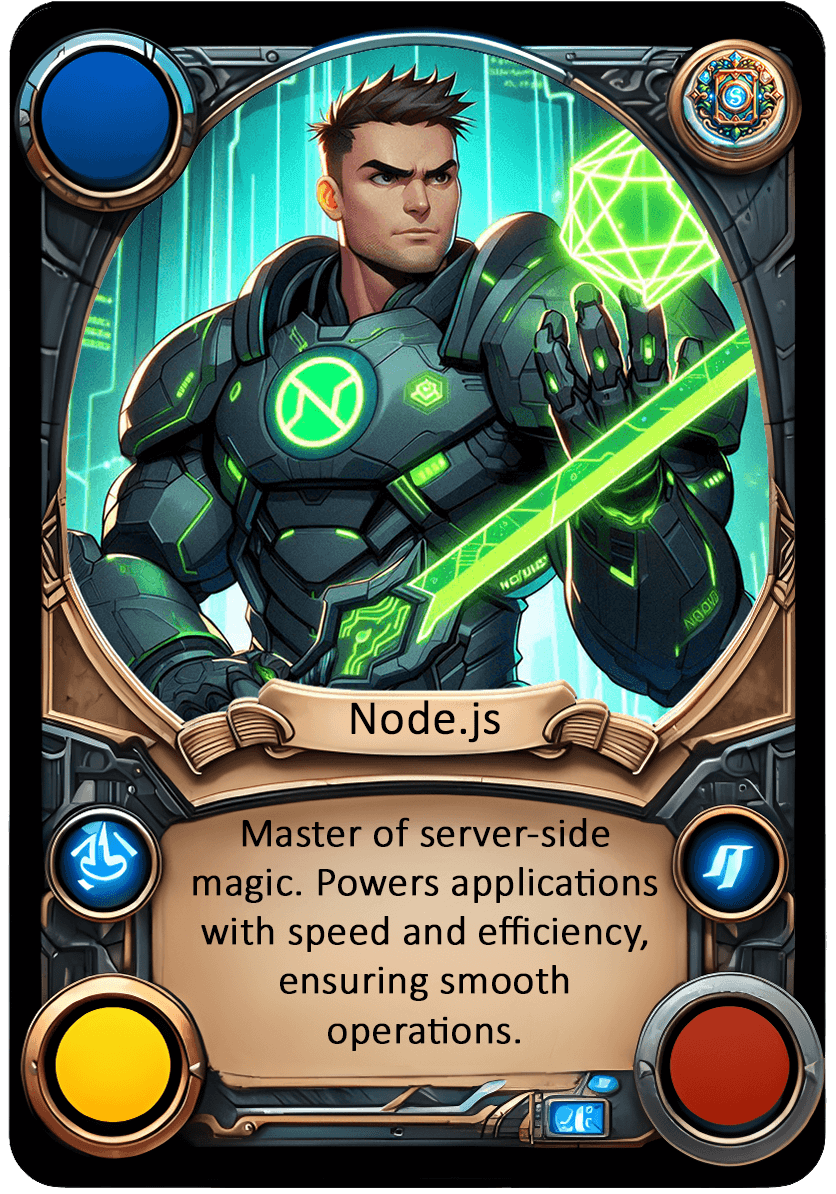 Node.js
Master of server-side
magic. Powers applications
with speed and efficiency,
ensuring smooth
operations.